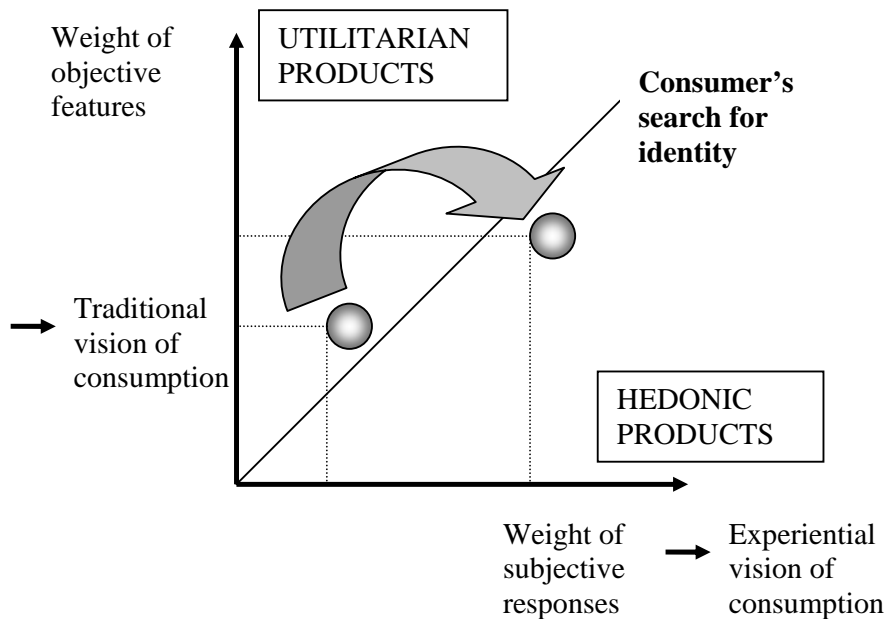 Weight of
objective
features
UTILITARIAN
PRODUCTS
Consumer's
search for
identity
Traditional
vision of
consumption
HEDONIC
PRODUCTS
Weight of
subjective
responses
Experiential
vision of
consumption